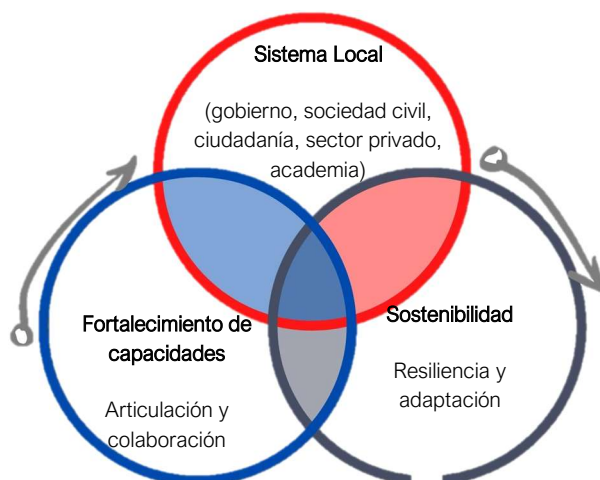 Sistema Local
(gobierno, sociedad civil,
ciudadanía, sector privado,
academia)
Fortalecimiento de
capacidades
Articulación y
colaboración
Sostenibilidad
Resiliencia y
adaptación